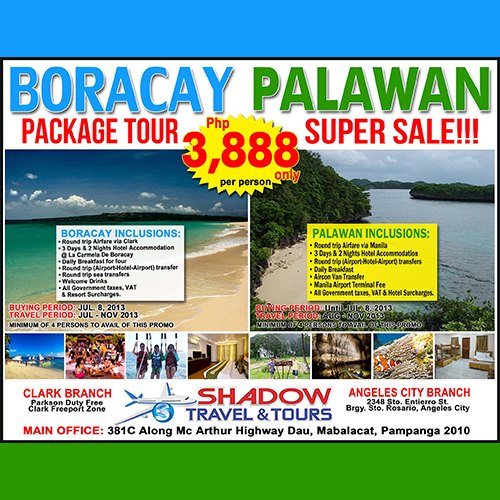 BORACAY PALAWAN
PACKAGE TOUR
Php
3,888
only
per person
SUPER SALE!!!
BORACAY INCLUSIONS:
• Round trip Airfare via Clark
• 3 Days & 2 Nights Hotel Accommodation
@ La Carmela De Boracay
• Daily Breakfast for four
• Round trip (Airport-Hotel-Airport) transfer
• Round trip sea transfers
• Welcome Drinks
• All Government taxes, VAT
& Resort Surcharges.
BUYING PERIOD: JUL. 8, 2013
TRAVEL PERIOD: JUL - NOV 2013
MINIMUM OF 4 PERSONS TO AVAIL OF THIS PROMO
PALAWAN INCLUSIONS:
• Round trip Airfare via Manila
• 3 Days & 2 Nights Hotel Accommodation
• Round trip (Airport-Hotel-Airport) transfers
• Daily Breakfast
• Aircon Van Transfer
• Manila Airport Terminal Fee
• All Government taxes, VAT & Hotel Surcharges.
BUYING PERIOD: Until JUL. 8, 2013
TRAVEL PERIOD: AUG - NOV 2013
MINIMUM OF 4 PERSONS TO AVAIL OF THIS PROMO
CLARK BRANCH
Parkson Duty Free
Clark Freeport Zone
SHADOW
TRAVEL & TOURS
ANGELES CITY BRANCH
2348 Sto. Entierro St.
Brgy. Sto. Rosario, Angeles City
MAIN OFFICE: 381C Along Mc Arthur Highway Dau, Mabalacat, Pampanga 2010